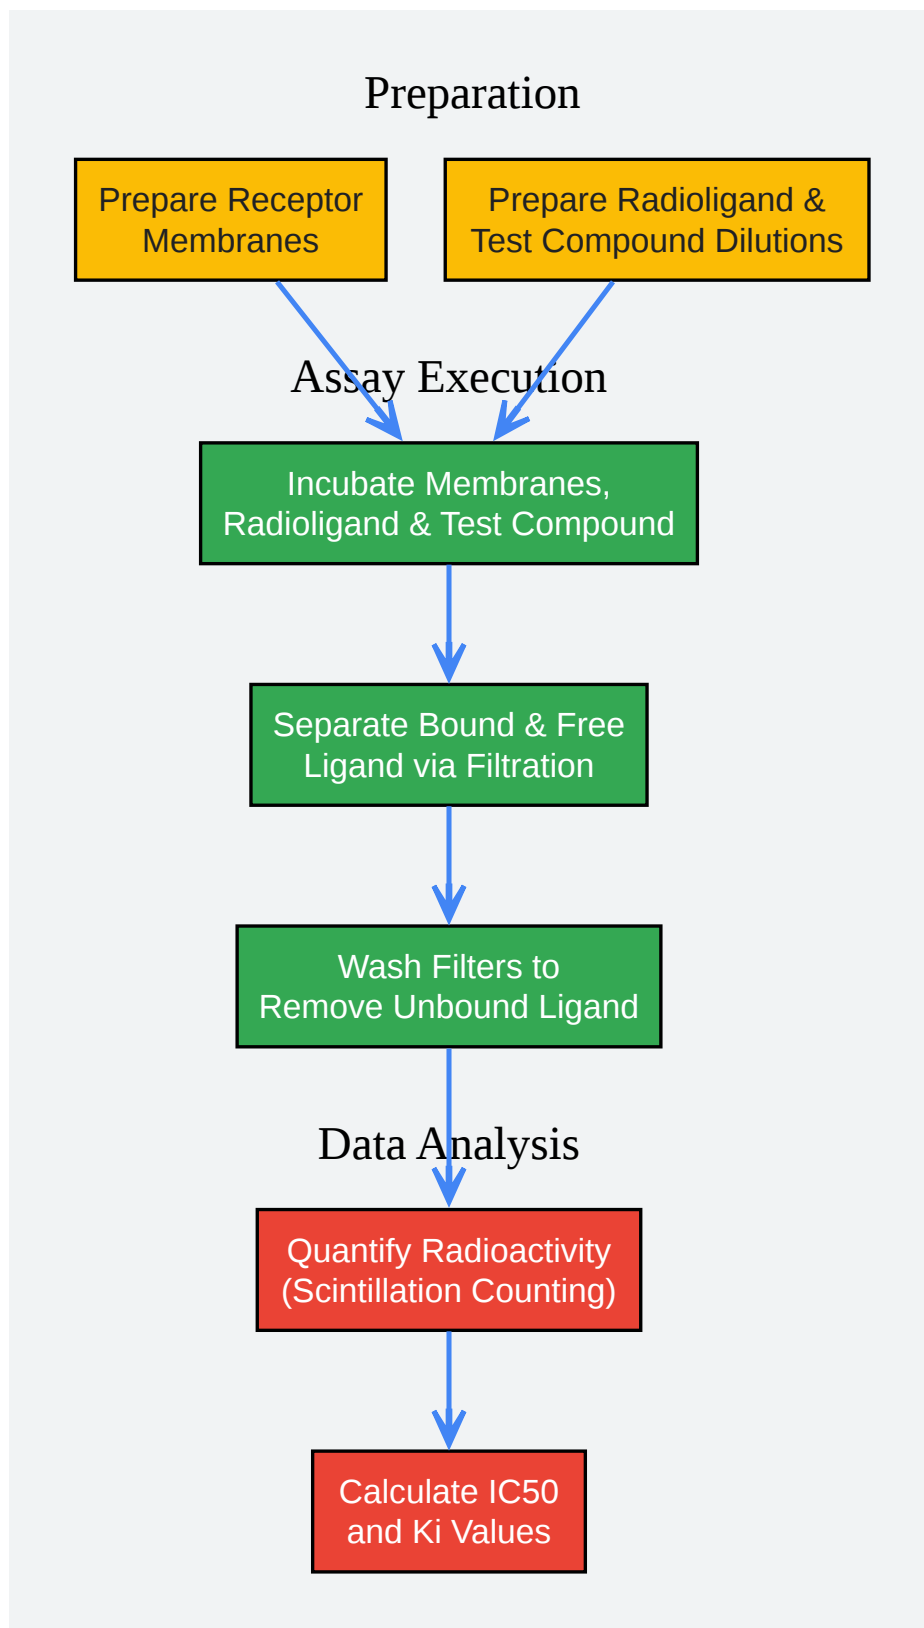 Preparation
Prepare Receptor
Membranes
Prepare Radioligand &
Test Compound Dilutions
Assay Execution
Incubate Membranes,
Radioligand & Test Compound
Separate Bound & Free
Ligand via Filtration
Wash Filters to
Remove Unbound Ligand
Data Analysis
Quantify Radioactivity
(Scintillation Counting)
Calculate IC50
and Ki Values